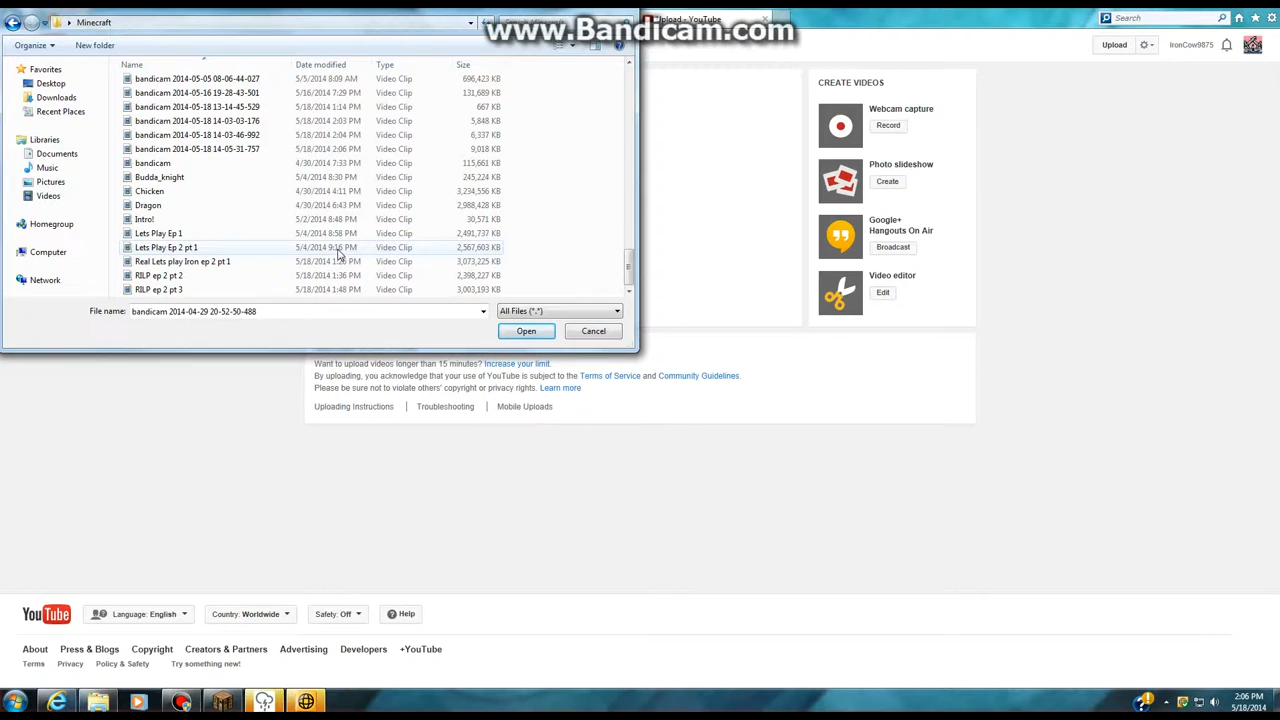 Minecraft
www.Bandicam.com
Upload - YouTube
Search
Organize
New folder
Upload
IronCow9875
Name
Date modified
Type
Size
Favorites
Desktop
Downloads
Recent Places
Libraries
Documents
Music
Pictures
Videos
Homegroup
Computer
Network
bandicam 2014-05-05 08-06-44-027 5/5/2014 8:09 AM Video Clip 696,423 KB
bandicam 2014-05-16 19-28-43-501 5/16/2014 7:29 PM Video Clip 131,689 KB
bandicam 2014-05-18 13-14-45-529 5/18/2014 1:14 PM Video Clip 667 KB
bandicam 2014-05-18 14-03-03-176 5/18/2014 2:03 PM Video Clip 5,848 KB
bandicam 2014-05-18 14-03-46-992 5/18/2014 2:04 PM Video Clip 6,337 KB
bandicam 2014-05-18 14-05-31-757 5/18/2014 2:06 PM Video Clip 9,018 KB
bandicam 4/30/2014 7:33 PM Video Clip 115,661 KB
Budda_knight 5/4/2014 8:30 PM Video Clip 245,224 KB
Chicken 4/30/2014 4:11 PM Video Clip 3,234,556 KB
Dragon 4/30/2014 6:43 PM Video Clip 2,988,428 KB
Intro! 5/2/2014 8:48 PM Video Clip 30,571 KB
Lets Play Ep 1 5/4/2014 8:58 PM Video Clip 2,491,737 KB
Lets Play Ep 2 pt 1 5/4/2014 9:16 PM Video Clip 2,567,603 KB
Real Lets play Iron ep 2 pt 1 5/18/2014 PM Video Clip 3,073,225 KB
RILP ep 2 pt 2 5/18/2014 1:36 PM Video Clip 2,398,227 KB
RILP ep 2 pt 3 5/18/2014 1:48 PM Video Clip 3,003,193 KB
File name: bandicam 2014-04-29 20-52-50-488
All Files (*.*)
Open
Cancel
CREATE VIDEOS
Webcam capture
Record
Photo slideshow
Create
Google+
Hangouts On Air
Broadcast
Video editor
Edit
Want to upload videos longer than 15 minutes? Increase your limit.
By uploading, you acknowledge that your use of YouTube is subject to the Terms of Service and Community Guidelines.
Please be sure not to violate others' copyright or privacy rights. Learn more
Uploading Instructions
Troubleshooting
Mobile Uploads
YouTube
Language: English
Country: Worldwide
Safety: Off
Help
About
Press & Blogs
Copyright
Creators & Partners
Advertising
Developers
+YouTube
Terms
Privacy
Policy & Safety
Try something new!
2:06 PM
5/18/2014